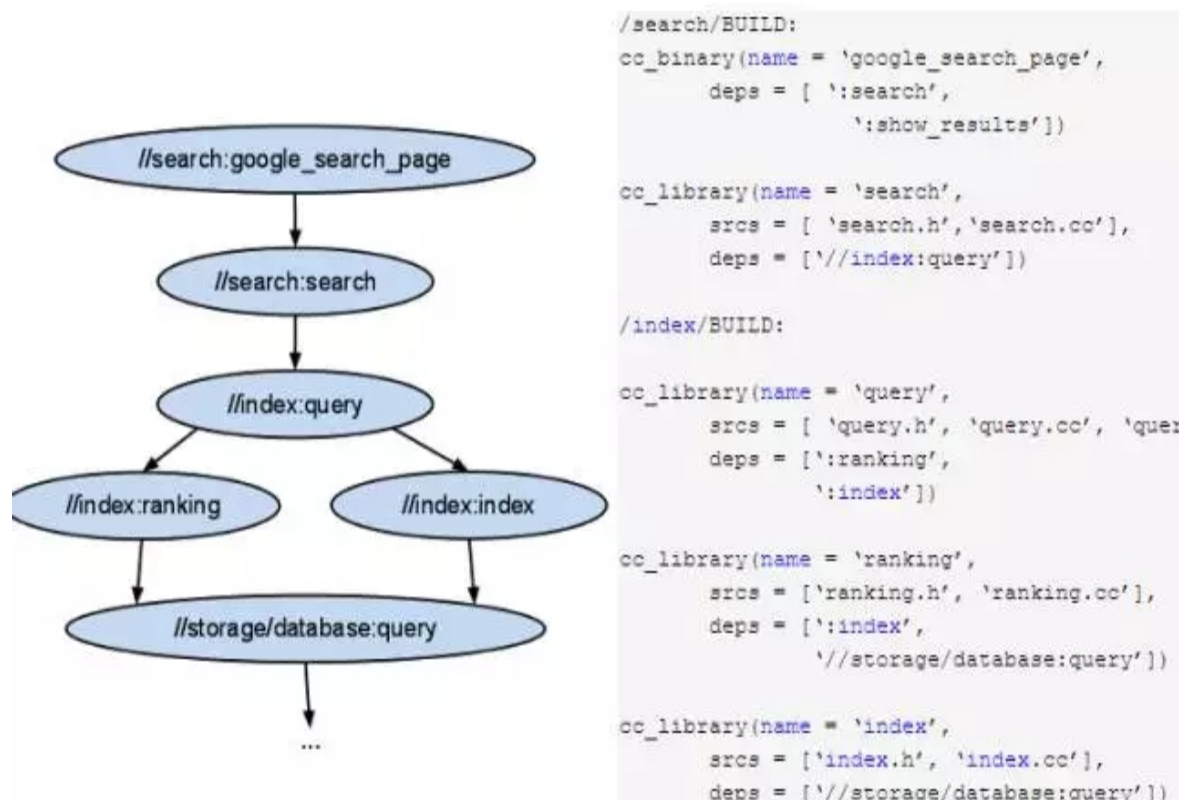 //search:google_search_page
//search:search
//index:query
//index:ranking
//index:index
//storage/database:query
...
/search/BUILD:
cc_binary(name = ‘google_search_page’,
deps = [ ‘:search’,
‘:show_results’])
cc_library(name = ‘search’,
srcs = [ ‘search.h’,‘search.cc’],
deps = [‘//index:query’])
/index/BUILD:
cc_library(name = ‘query’,
srcs = [ ‘query.h’, ‘query.cc’, ‘quer
deps = [‘:ranking’,
‘:index’])
cc_library(name = ‘ranking’,
srcs = [‘ranking.h’, ‘ranking.cc’],
deps = [‘:index’,
‘//storage/database:query’])
cc_library(name = ‘index’,
srcs = [‘index.h’, ‘index.cc’],
deps = [‘//storage/database:query’])